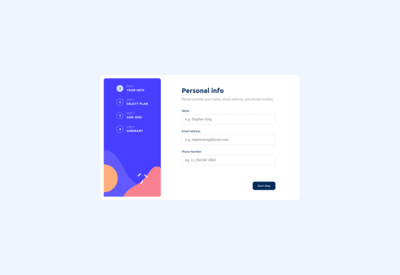 1
STEP 1
YOUR INFO
2
STEP 2
SELECT PLAN
3
STEP 3
ADD-ONS
4
STEP 4
SUMMARY
Personal info
Please provide your name, email address, and phone number.
Name
e.g. Stephen King
Email Address
e.g. stephenking@lorem.com
Phone Number
e.g. +1 234 567 890
Next Step